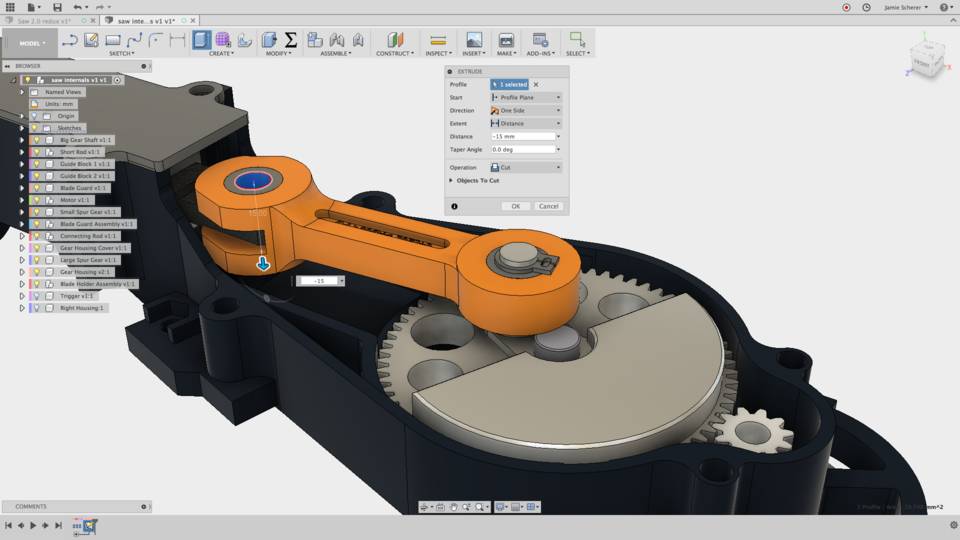 Jamie Scherer
Saw 2.0 redux v1*
saw inte...s v1 v1*
MODEL
SKETCH
CREATE
MODIFY
ASSEMBLE
CONSTRUCT
INSPECT
INSERT
MAKE
ADD-INS
SELECT
BROWSER
saw internals v1 v1
Named Views
Units: mm
Origin
Sketches
Big Gear Shaft v1:1
Short Rod v1:1
Guide Block 1 v1:1
Guide Block 2 v1:1
Blade Guard v1:1
Motor v1:1
Small Spur Gear v1:1
Blade Guard Assembly v1:1
Connecting Rod v1:1
Gear Housing Cover v1:1
Large Spur Gear v1:1
Gear Housing v2:1
Blade Holder Assembly v1:1
Trigger v1:1
Right Housing:1
EXTRUDE
Profile
1 selected
Start
Profile Plane
Direction
One Side
Extent
Distance
Distance
-15 mm
Taper Angle
0.0 deg
Operation
Cut
Objects To Cut
OK
Cancel
FRONT
Z
X
15.00
-15
COMMENTS